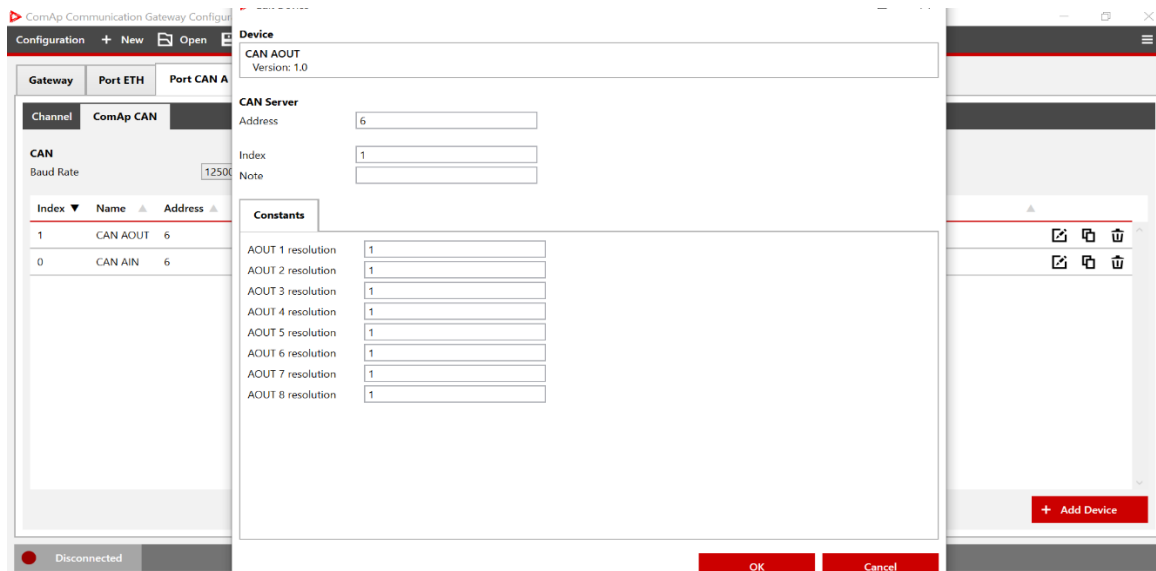 ComAp Communication Gateway Configur
Configuration + New Open
Gateway Port ETH Port CAN A
Channel ComAp CAN
CAN
Baud Rate 12500
Index ▼ Name Address
1 CAN AOUT 6
0 CAN AIN 6
Disconnected
Device
CAN AOUT
Version: 1.0
CAN Server
Address 6
Index 1
Note
Constants
AOUT 1 resolution 1
AOUT 2 resolution 1
AOUT 3 resolution 1
AOUT 4 resolution 1
AOUT 5 resolution 1
AOUT 6 resolution 1
AOUT 7 resolution 1
AOUT 8 resolution 1
OK Cancel
+ Add Device